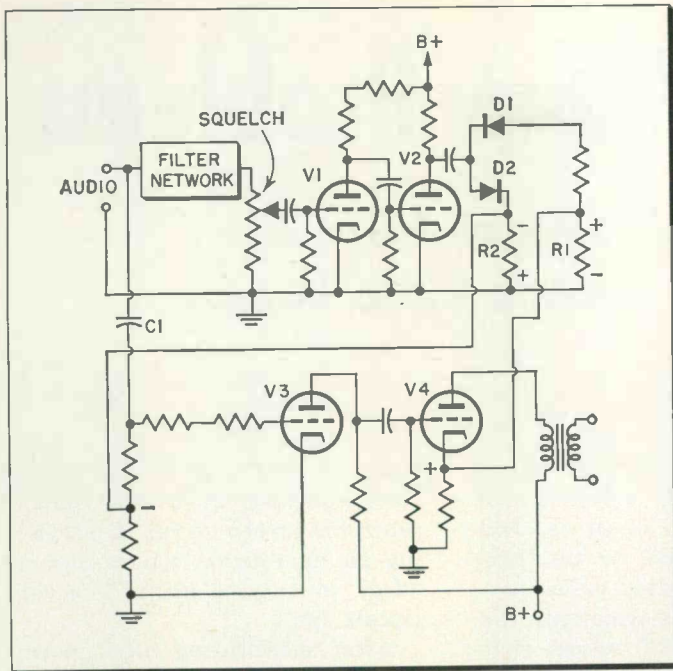 B+
SQUELCH
D1
FILTER
NETWORK
V1
V2
D2
AUDIO
-
+
R2
R1
+
-
C1
V3
V4
+
-
B+